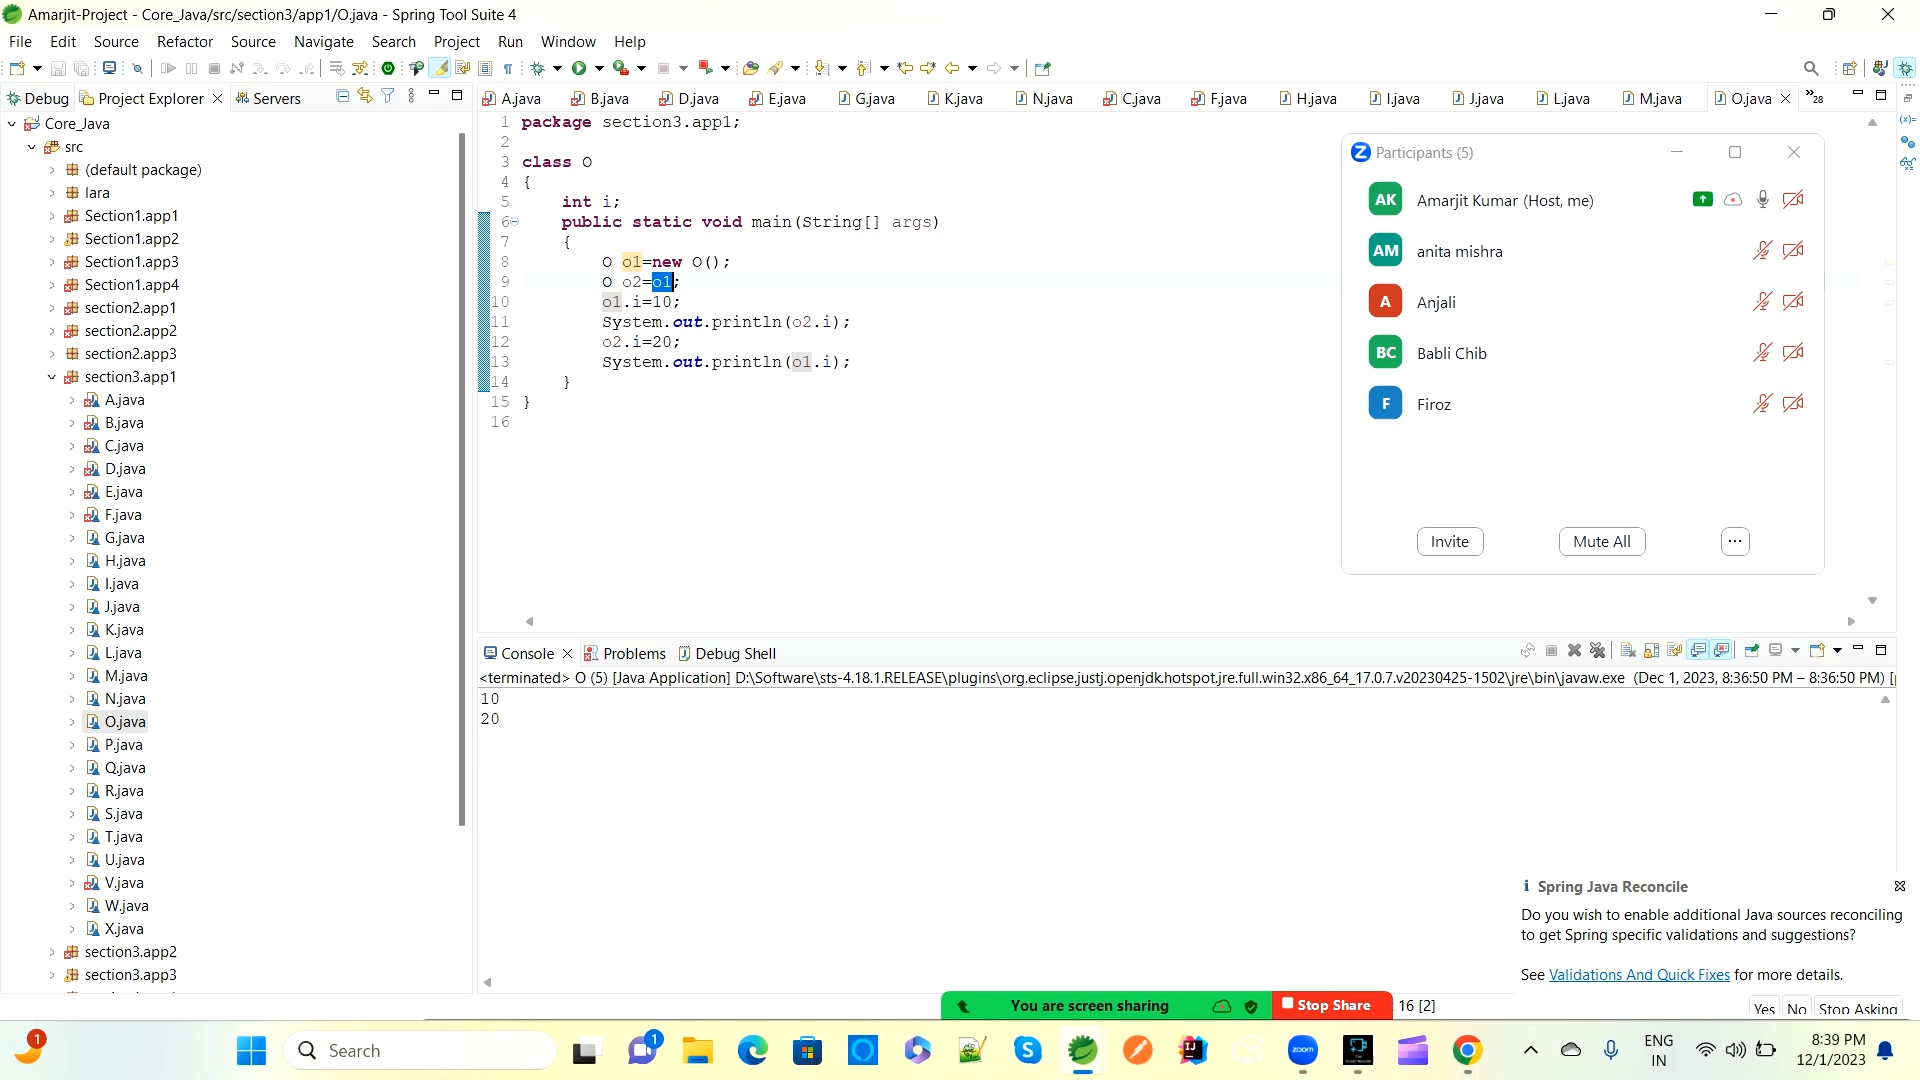 Amarjit-Project - Core_Java/src/section3/app1/O.java - Spring Tool Suite 4
File Edit Source Refactor Source Navigate Search Project Run Window Help
Debug Project Explorer Servers
A.java B.java D.java E.java G.java K.java N.java C.java F.java H.java I.java J.java L.java M.java O.java »28
Core_Java
src
(default package)
lara
Section1.app1
Section1.app2
Section1.app3
Section1.app4
section2.app1
section2.app2
section2.app3
section3.app1
A.java
B.java
C.java
D.java
E.java
F.java
G.java
H.java
I.java
J.java
K.java
L.java
M.java
N.java
O.java
P.java
Q.java
R.java
S.java
T.java
U.java
V.java
W.java
X.java
section3.app2
section3.app3
1 package section3.app1;
2
3 class O
4 {
5 int i;
6 public static void main(String[] args)
7 {
8 O o1=new O();
9 O o2=o1;
10 o1.i=10;
11 System.out.println(o2.i);
12 o2.i=20;
13 System.out.println(o1.i);
14 }
15 }
16
Participants (5)
AK Amarjit Kumar (Host, me)
AM anita mishra
A Anjali
BC Babli Chib
F Firoz
Invite Mute All ...
Console Problems Debug Shell
<terminated> O (5) [Java Application] D:\Software\sts-4.18.1.RELEASE\plugins\org.eclipse.justj.openjdk.hotspot.jre.full.win32.x86_64_17.0.7.v20230425-1502\jre\bin\javaw.exe (Dec 1, 2023, 8:36:50 PM – 8:36:50 PM)
10
20
Spring Java Reconcile
Do you wish to enable additional Java sources reconciling
to get Spring specific validations and suggestions?
See Validations And Quick Fixes for more details.
Yes No Stop Asking
You are screen sharing Stop Share 16 [2]
1
Search
1
zoom
ENG
IN
8:39 PM
12/1/2023